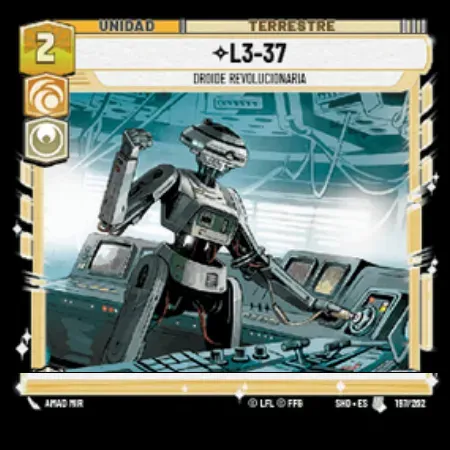 UNIDAD
TERRESTRE
2
L3-37
DROIDE REVOLUCIONARIA
AMAD MIR
© LFL © FFG
SHD • ES
197/262